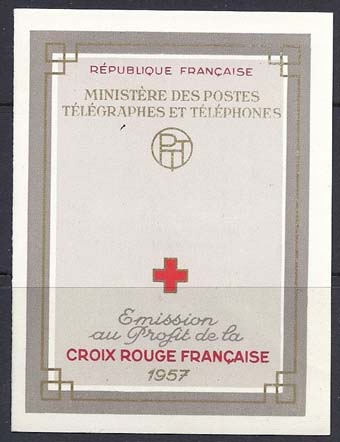 RÉPUBLIQUE FRANÇAISE
MINISTÈRE DES POSTES
TÉLÉGRAPHES ET TÉLÉPHONES
PTT
Emission
au Profit de la
CROIX ROUGE FRANÇAISE
1957